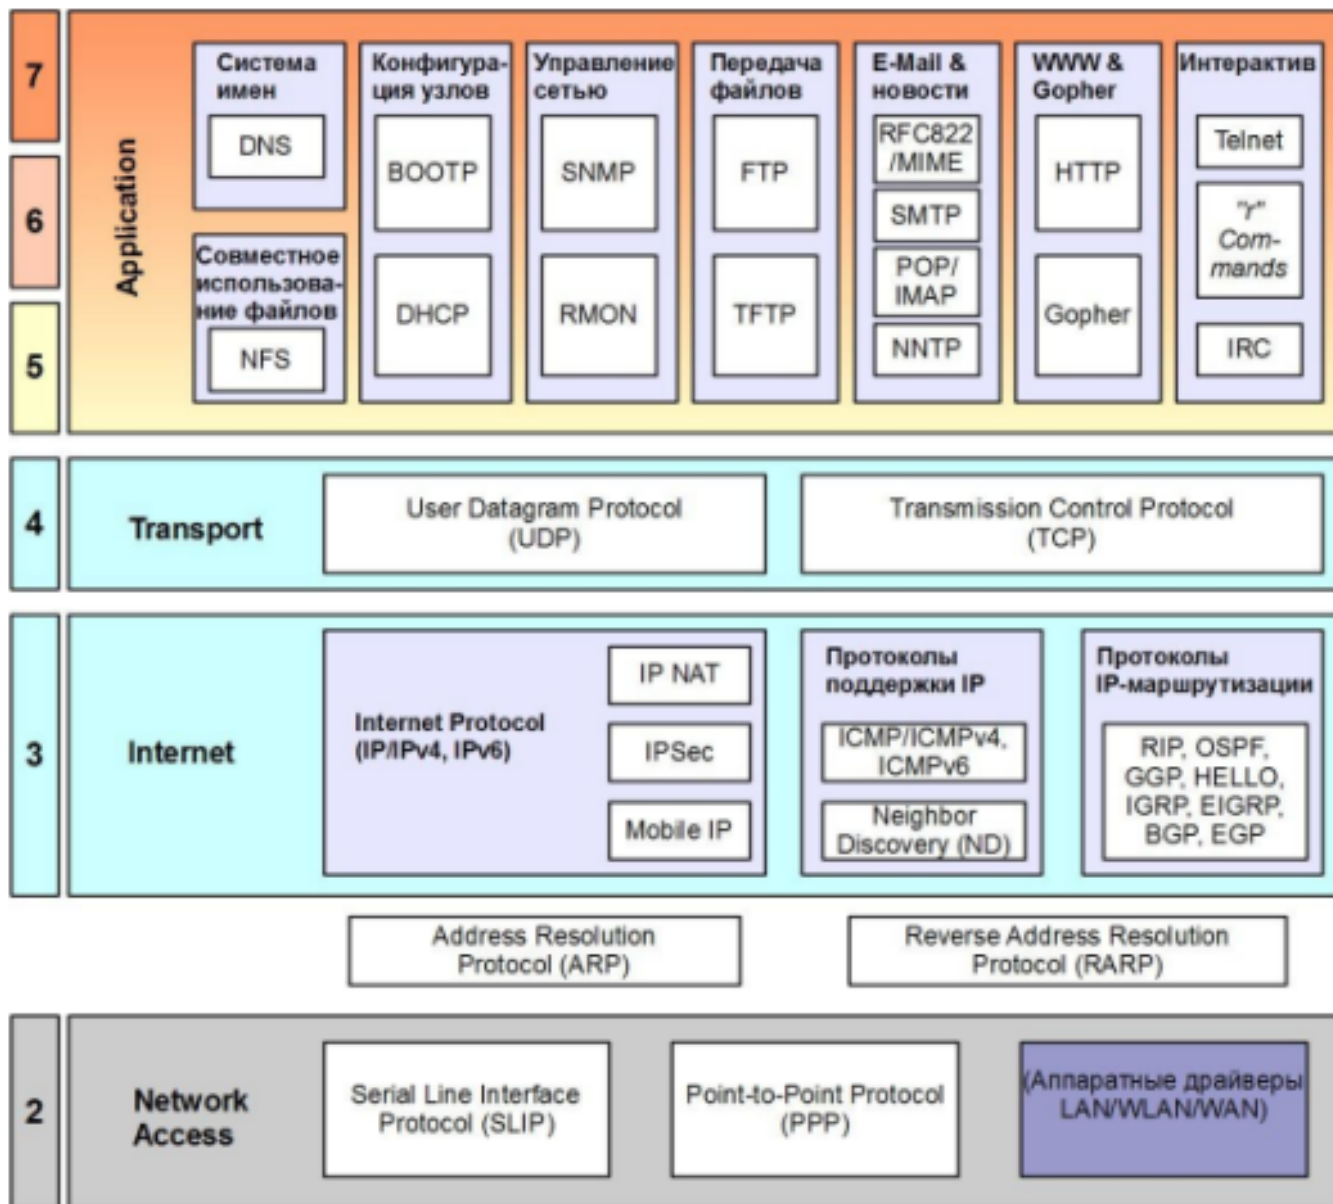 7
6
5
Application
Система
имен
DNS
Совместное
использова-
ние файлов
NFS
Конфигура-
ция узлов
BOOTP
DHCP
Управление
сетью
SNMP
RMON
Передача
файлов
FTP
TFTP
E-Mail &
новости
RFC822
/MIME
SMTP
POP/
IMAP
NNTP
WWW &
Gopher
HTTP
Gopher
Интерактив
Telnet
"r"
Com-
mands
IRC
4
Transport
User Datagram Protocol
(UDP)
Transmission Control Protocol
(TCP)
3
Internet
Internet Protocol
(IP/IPv4, IPv6)
IP NAT
IPSec
Mobile IP
Протоколы
поддержки IP
ICMP/ICMPv4,
ICMPv6
Neighbor
Discovery (ND)
Протоколы
IP-маршрутизации
RIP, OSPF,
GGP, HELLO,
IGRP, EIGRP,
BGP, EGP
Address Resolution
Protocol (ARP)
Reverse Address Resolution
Protocol (RARP)
2
Network
Access
Serial Line Interface
Protocol (SLIP)
Point-to-Point Protocol
(PPP)
(Аппаратные драйверы
LAN/WLAN/WAN)